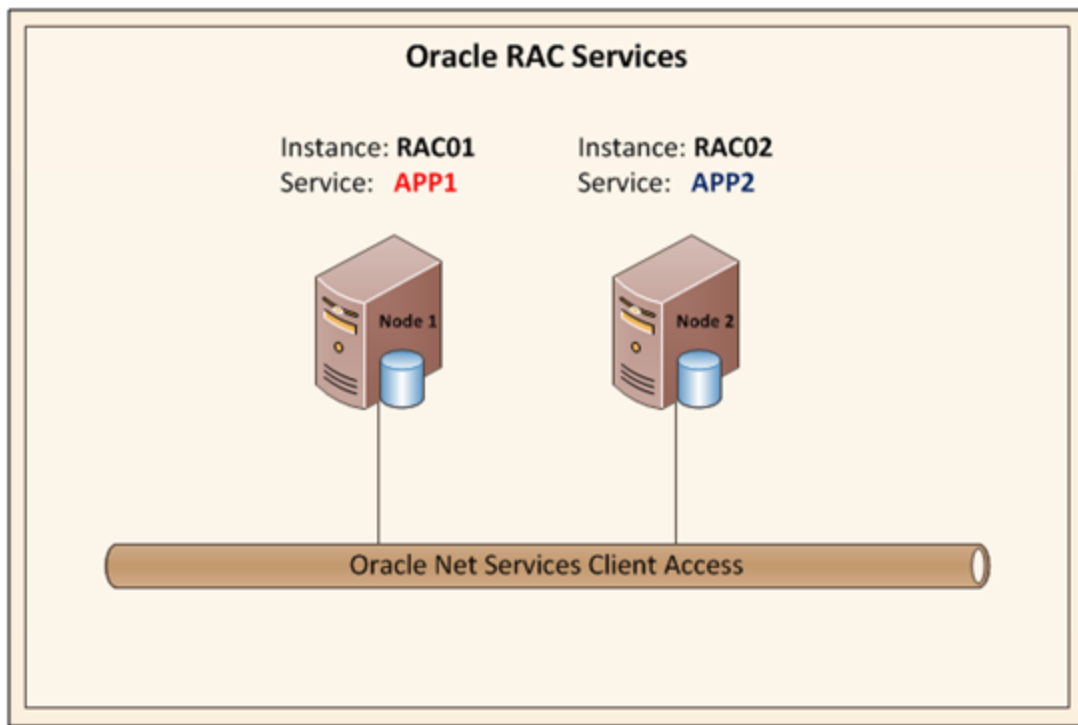 Oracle RAC Services
Instance: RAC01
Service: APP1
Instance: RAC02
Service: APP2
Node 1
Node 2
Oracle Net Services Client Access